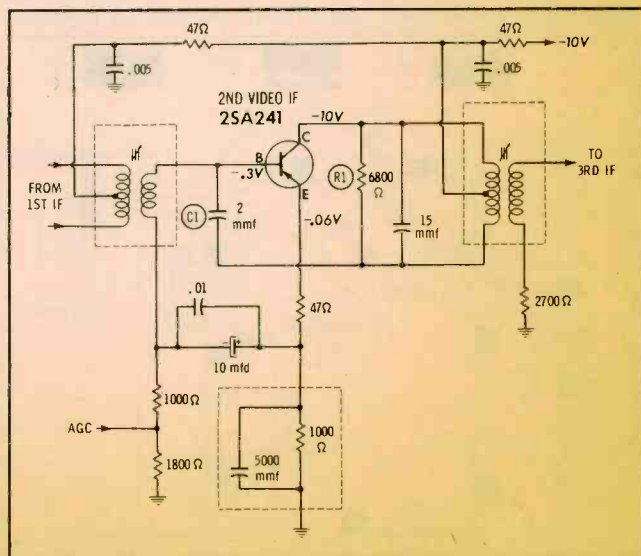 47Ω
47Ω
-10V
.005
.005
2ND VIDEO IF
2SA241
-10V
C
B
-.3V
E
-.06V
FROM
1ST IF
C1
2
mmf
R1
6800
Ω
15
mmf
TO
3RD IF
2700Ω
.01
47Ω
- +
10 mfd
1000Ω
AGC
1800Ω
5000
mmf
1000
Ω